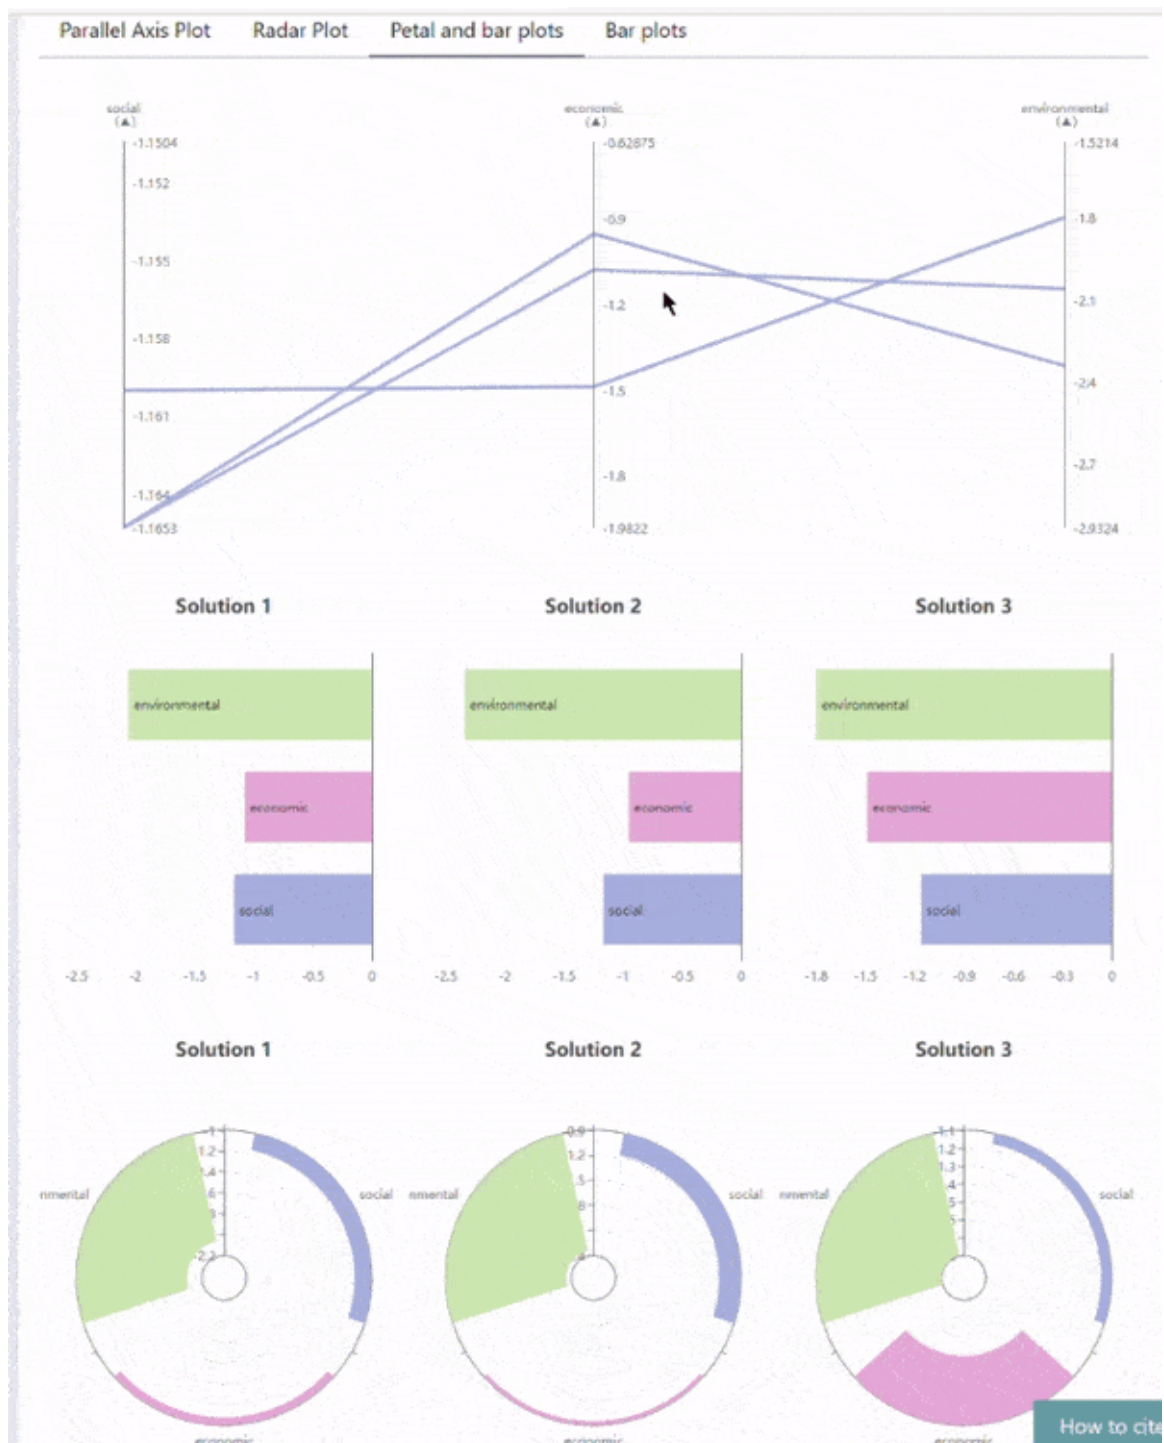 Parallel Axis Plot Radar Plot Petal and bar plots Bar plots
social economic environmental
(▲) (▲) (▲)
-1.1504 -0.62875 -1.5214
-1.152
-0.9 -1.8
-1.155
-1.2 -2.1
-1.158
-1.5 -2.4
-1.161
-1.8 -2.7
-1.164
-1.1653 -1.9822 -2.9324
Solution 1 Solution 2 Solution 3
environmental environmental environmental
economic economic economic
social social social
-2.5 -2 -1.5 -1 -0.5 0 -2.5 -2 -1.5 -1 -0.5 0 -1.8 -1.5 -1.2 -0.9 -0.6 -0.3 0
Solution 1 Solution 2 Solution 3
nmental social nmental social nmental social
economic economic economic
How to cite